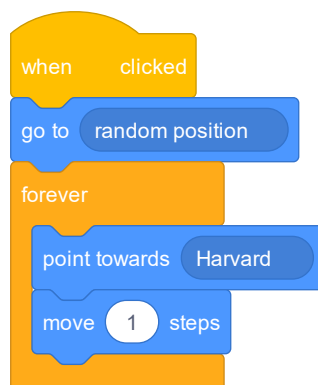 when clicked
go to random position
forever
point towards Harvard
move 1 steps